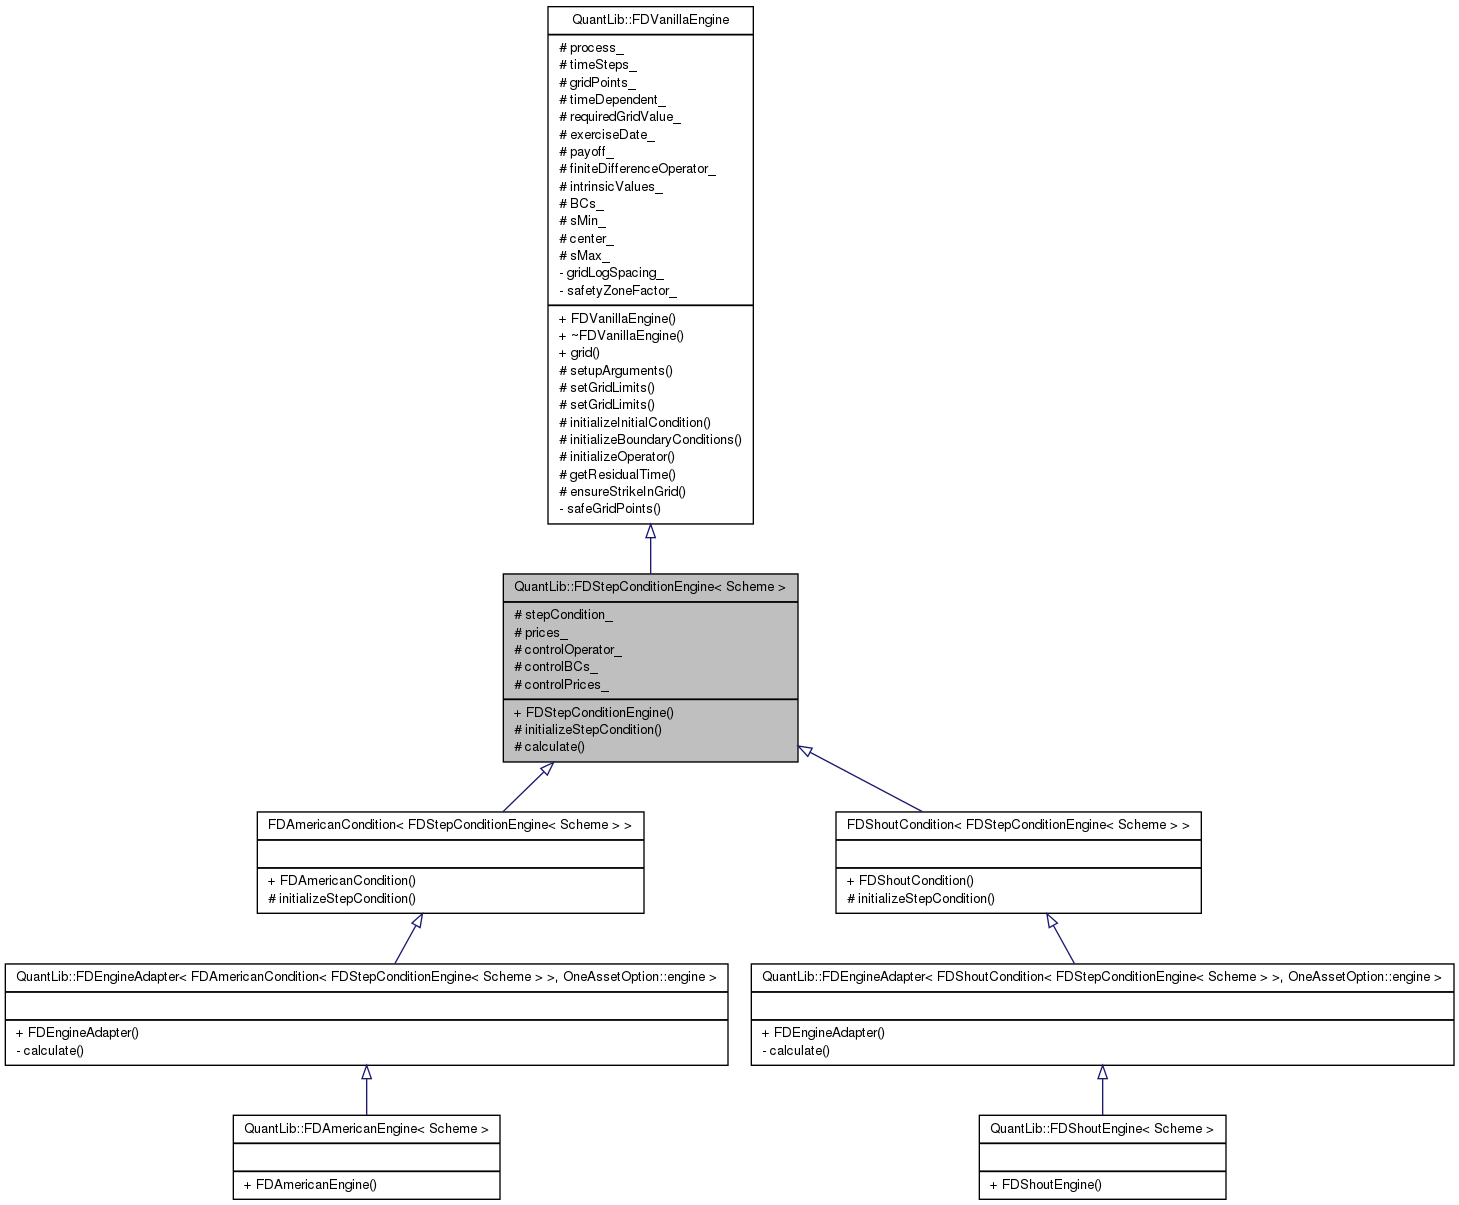 QuantLib::FDVanillaEngine
# process_
# timeSteps_
# gridPoints_
# timeDependent_
# requiredGridValue_
# exerciseDate_
# payoff_
# finiteDifferenceOperator_
# intrinsicValues_
# BCs_
# sMin_
# center_
# sMax_
- gridLogSpacing_
- safetyZoneFactor_
+ FDVanillaEngine()
+ ~FDVanillaEngine()
+ grid()
# setupArguments()
# setGridLimits()
# setGridLimits()
# initializeInitialCondition()
# initializeBoundaryConditions()
# initializeOperator()
# getResidualTime()
# ensureStrikeInGrid()
- safeGridPoints()
QuantLib::FDStepConditionEngine< Scheme >
# stepCondition_
# prices_
# controlOperator_
# controlBCs_
# controlPrices_
+ FDStepConditionEngine()
# initializeStepCondition()
# calculate()
FDAmericanCondition< FDStepConditionEngine< Scheme > >
+ FDAmericanCondition()
# initializeStepCondition()
FDShoutCondition< FDStepConditionEngine< Scheme > >
+ FDShoutCondition()
# initializeStepCondition()
QuantLib::FDEngineAdapter< FDAmericanCondition< FDStepConditionEngine< Scheme > >, OneAssetOption::engine >
+ FDEngineAdapter()
- calculate()
QuantLib::FDEngineAdapter< FDShoutCondition< FDStepConditionEngine< Scheme > >, OneAssetOption::engine >
+ FDEngineAdapter()
- calculate()
QuantLib::FDAmericanEngine< Scheme >
+ FDAmericanEngine()
QuantLib::FDShoutEngine< Scheme >
+ FDShoutEngine()